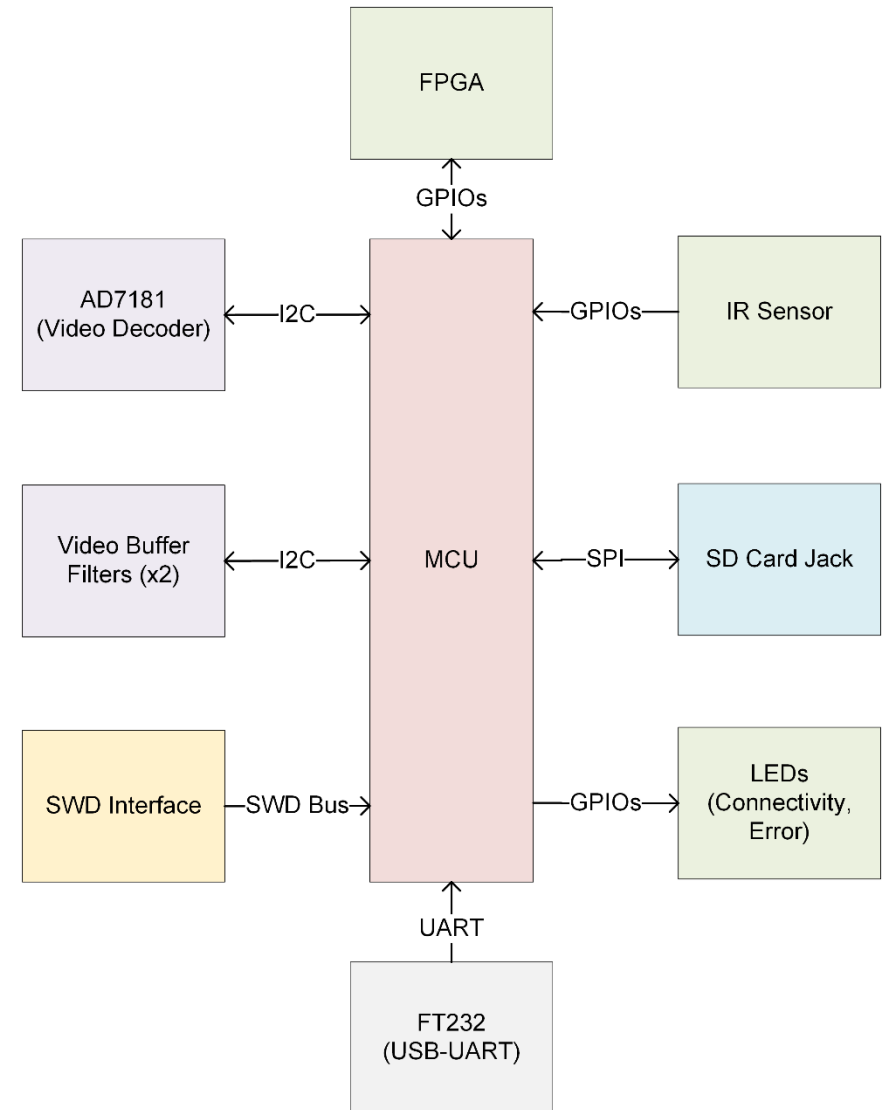 FPGA
GPIOs
AD7181
(Video Decoder)
I2C
GPIOs
IR Sensor
Video Buffer
Filters (x2)
I2C
MCU
SPI
SD Card Jack
SWD Interface
SWD Bus
GPIOs
LEDs
(Connectivity,
Error)
UART
FT232
(USB-UART)